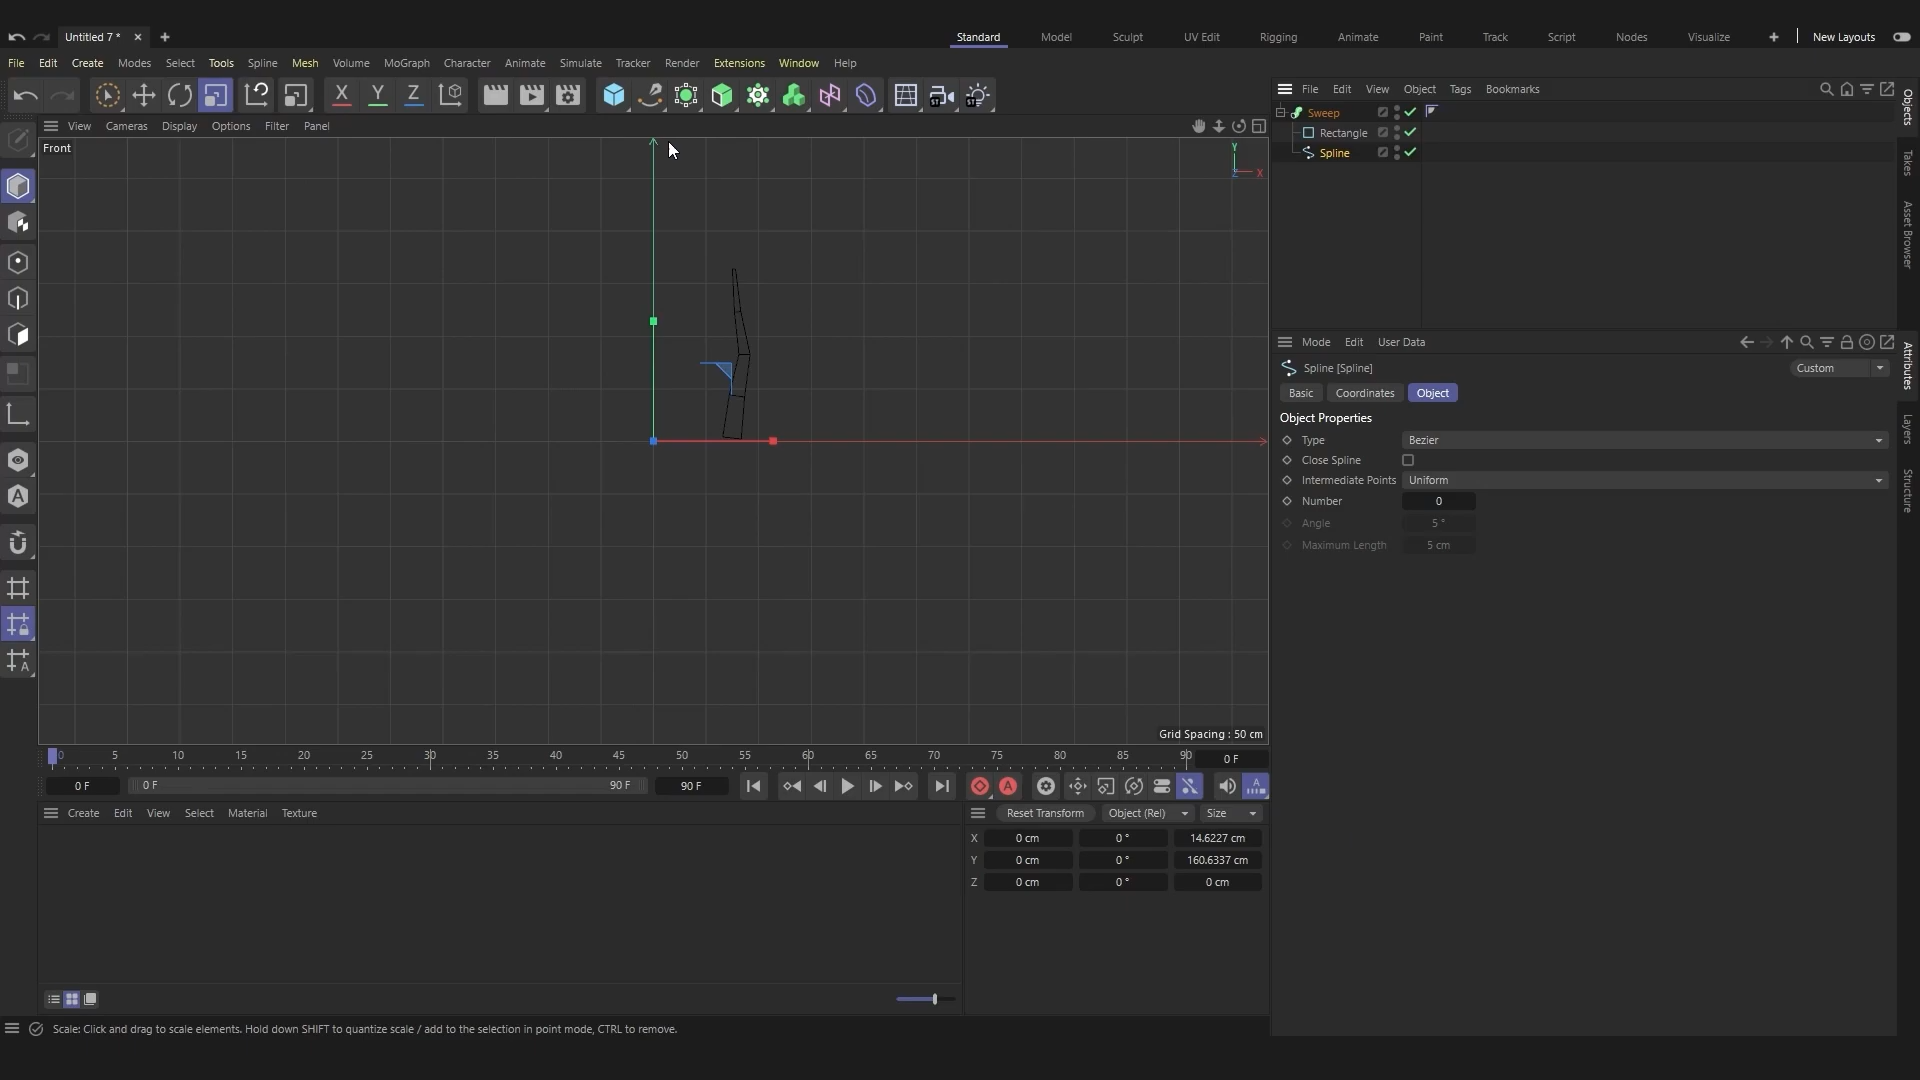 Untitled 7 *
Standard Model Sculpt UV Edit Rigging Animate Paint Track Script Nodes Visualize New Layouts
File Edit Create Modes Select Tools Spline Mesh Volume MoGraph Character Animate Simulate Tracker Render Extensions Window Help
X Y Z
View Cameras Display Options Filter Panel
Front
Y
X
Z
Grid Spacing : 50 cm
File Edit View Object Tags Bookmarks
Sweep
Rectangle
Spline
Objects
Takes
Asset Browser
Mode Edit User Data
Spline [Spline]
Custom
Basic Coordinates Object
Object Properties
Type Bezier
Close Spline
Intermediate Points Uniform
Number 0
Angle 5 °
Maximum Length 5 cm
Attributes
Layers
Structure
0 5 10 15 20 25 30 35 40 45 50 55 60 65 70 75 80 85 90 0 F
0 F 0 F 90 F 90 F
Create Edit View Select Material Texture
Reset Transform Object (Rel) Size
X 0 cm 0 ° 14.6227 cm
Y 0 cm 0 ° 160.6337 cm
Z 0 cm 0 ° 0 cm
Scale: Click and drag to scale elements. Hold down SHIFT to quantize scale / add to the selection in point mode, CTRL to remove.